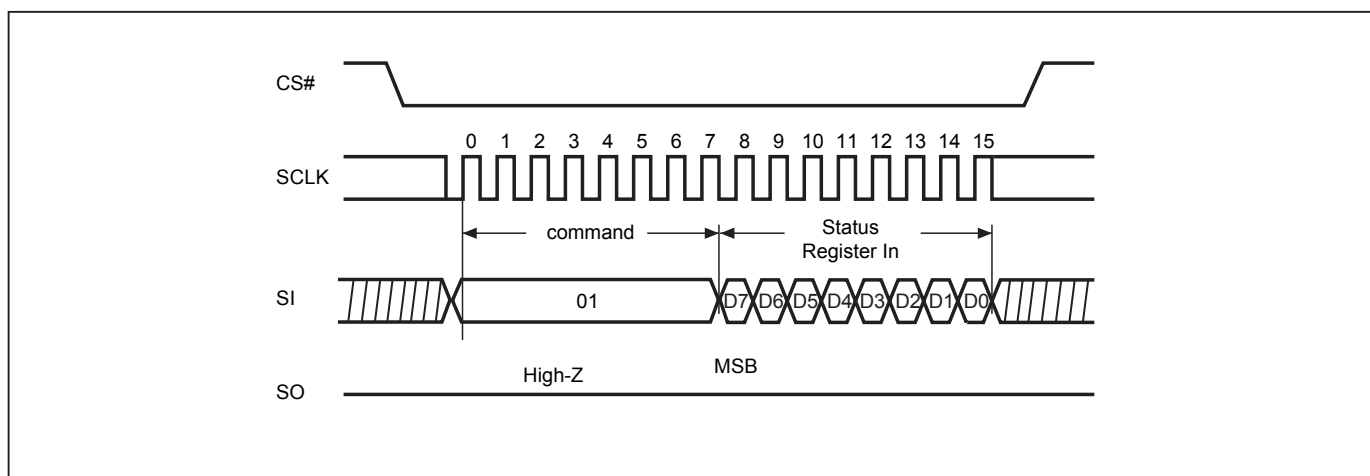 CS#
0 1 2 3 4 5 6 7 8 9 10 11 12 13 14 15
SCLK
command
Status
Register In
SI
01
D7 D6 D5 D4 D3 D2 D1 D0
High-Z
MSB
SO